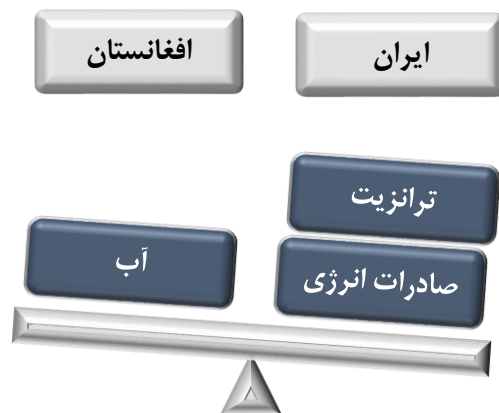 ایران
افغانستان
ترانزیت
صادرات انرژی
آب